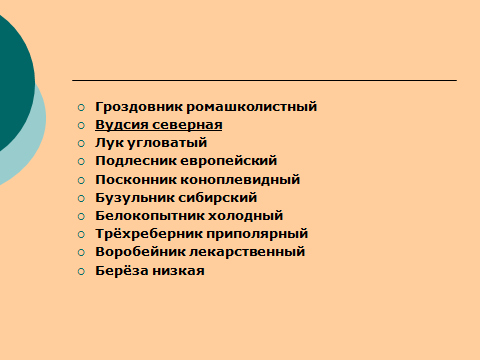 Гроздовник ромашколистный
Вудсия северная
Лук угловатый
Подлесник европейский
Посконник коноплевидный
Бузульник сибирский
Белокопытник холодный
Трёхреберник приполярный
Воробейник лекарственный
Берёза низкая